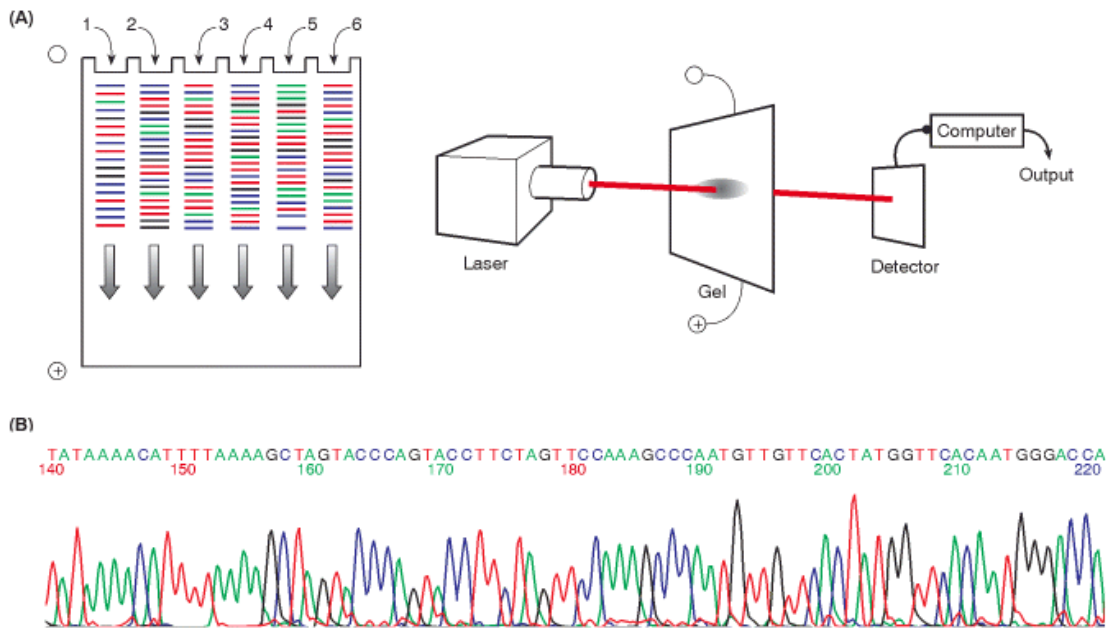 (A)
1 2 3 4 5 6
+
Laser
Gel
+
Detector
Computer
Output
(B)
TATAAAACATTTTAAAAGCTAGTACCCAGTACCTTCTAGTTCCAAAGCCCAATGTTGTTCACTATGGTTCACAATGGGACCA
140 150 160 170 180 190 200 210 220